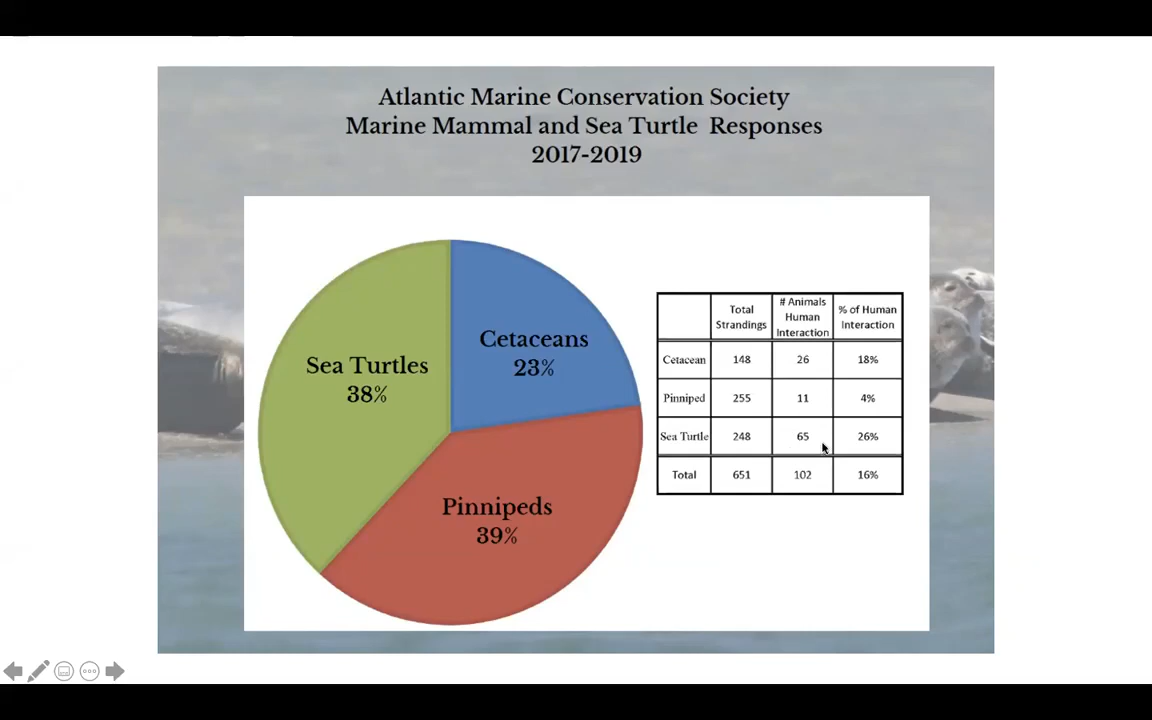 Atlantic Marine Conservation Society
Marine Mammal and Sea Turtle Responses
2017-2019
Sea Turtles
38%
Cetaceans
23%
Pinnipeds
39%
Total Strandings # Animals Human Interaction % of Human Interaction
Cetacean 148 26 18%
Pinniped 255 11 4%
Sea Turtle 248 65 26%
Total 651 102 16%